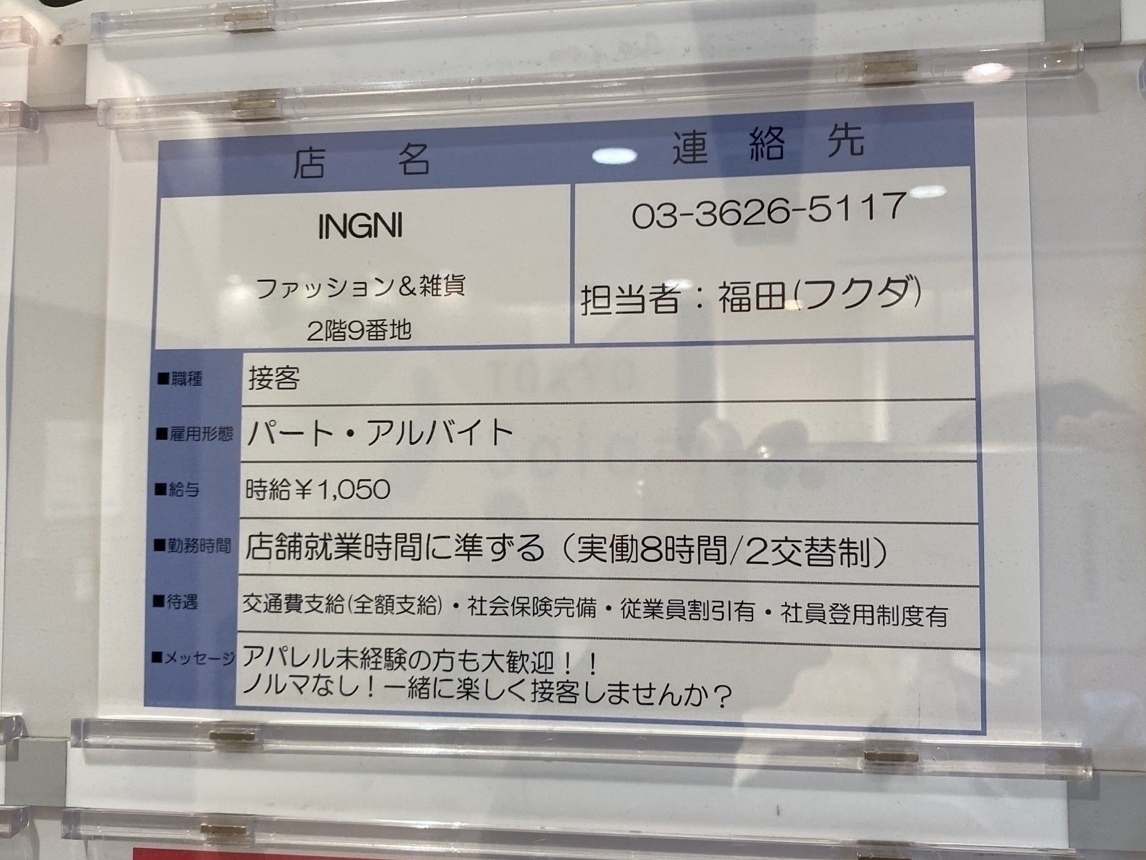 店名 連絡先
INGNI
ファッション&雑貨
2階9番地
03-3626-5117
担当者:福田(フクダ)
■職種 接客
■雇用形態 パート・アルバイト
■給与 時給¥1,050
■勤務時間 店舗就業時間に準ずる(実働8時間/2交替制)
■待遇 交通費支給(全額支給)・社会保険完備・従業員割引有・社員登用制度有
■メッセージ アパレル未経験の方も大歓迎!!
ノルマなし!一緒に楽しく接客しませんか?